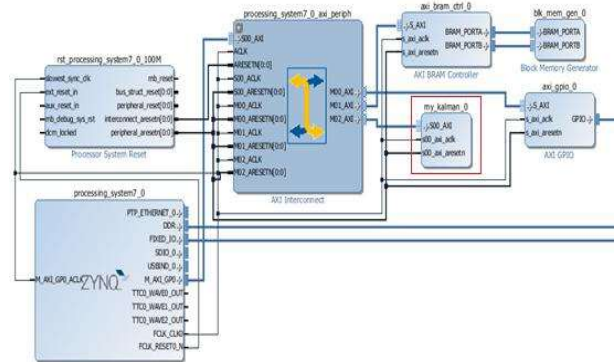 rst_processing_system7_0_100M
slowest_sync_clk
ext_reset_in
aux_reset_in
mb_debug_sys_rst
dcm_locked
mb_reset
bus_struct_reset[0:0]
peripheral_reset[0:0]
interconnect_aresetn[0:0]
peripheral_aresetn[0:0]
Processor System Reset
processing_system7_0_axi_periph
S00_AXI
ACLK
ARESETN[0:0]
S00_ACLK
S00_ARESETN[0:0]
M00_ACLK
M00_ARESETN[0:0]
M01_ACLK
M01_ARESETN[0:0]
M02_ACLK
M02_ARESETN[0:0]
M00_AXI
M01_AXI
M02_AXI
AXI Interconnect
axi_bram_ctrl_0
S_AXI
s_axi_aclk
s_axi_aresetn
BRAM_PORTA
BRAM_PORTB
AXI BRAM Controller
blk_mem_gen_0
BRAM_PORTA
BRAM_PORTB
Block Memory Generator
my_kalman_0
S00_AXI
s00_axi_aclk
s00_axi_aresetn
axi_gpio_0
S_AXI
s_axi_aclk
s_axi_aresetn
GPIO
AXI GPIO
processing_system7_0
M_AXI_GP0_ACLK
ZYNQ
PTP_ETHERNET_0
DDR
FIXED_IO
SDIO_0
USBIND_0
M_AXI_GP0
TTC0_WAVE0_OUT
TTC0_WAVE1_OUT
TTC0_WAVE2_OUT
FCLK_CLK0
FCLK_RESET0_N